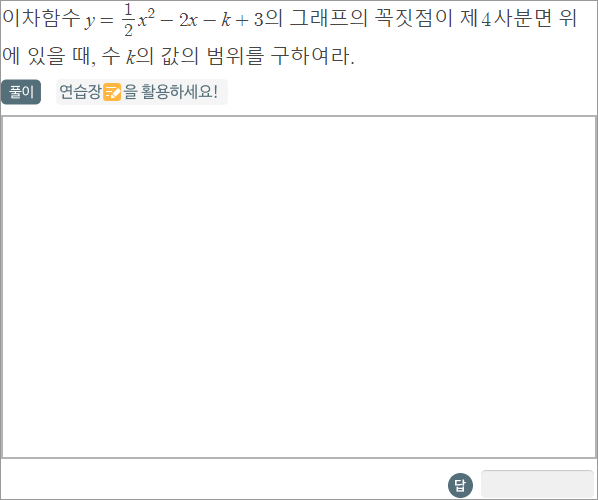 이차함수 y = 1/2 x² − 2x − k + 3의 그래프의 꼭짓점이 제4사분면 위
에 있을 때, 수 k의 값의 범위를 구하여라.
풀이 연습장📝을 활용하세요!
답